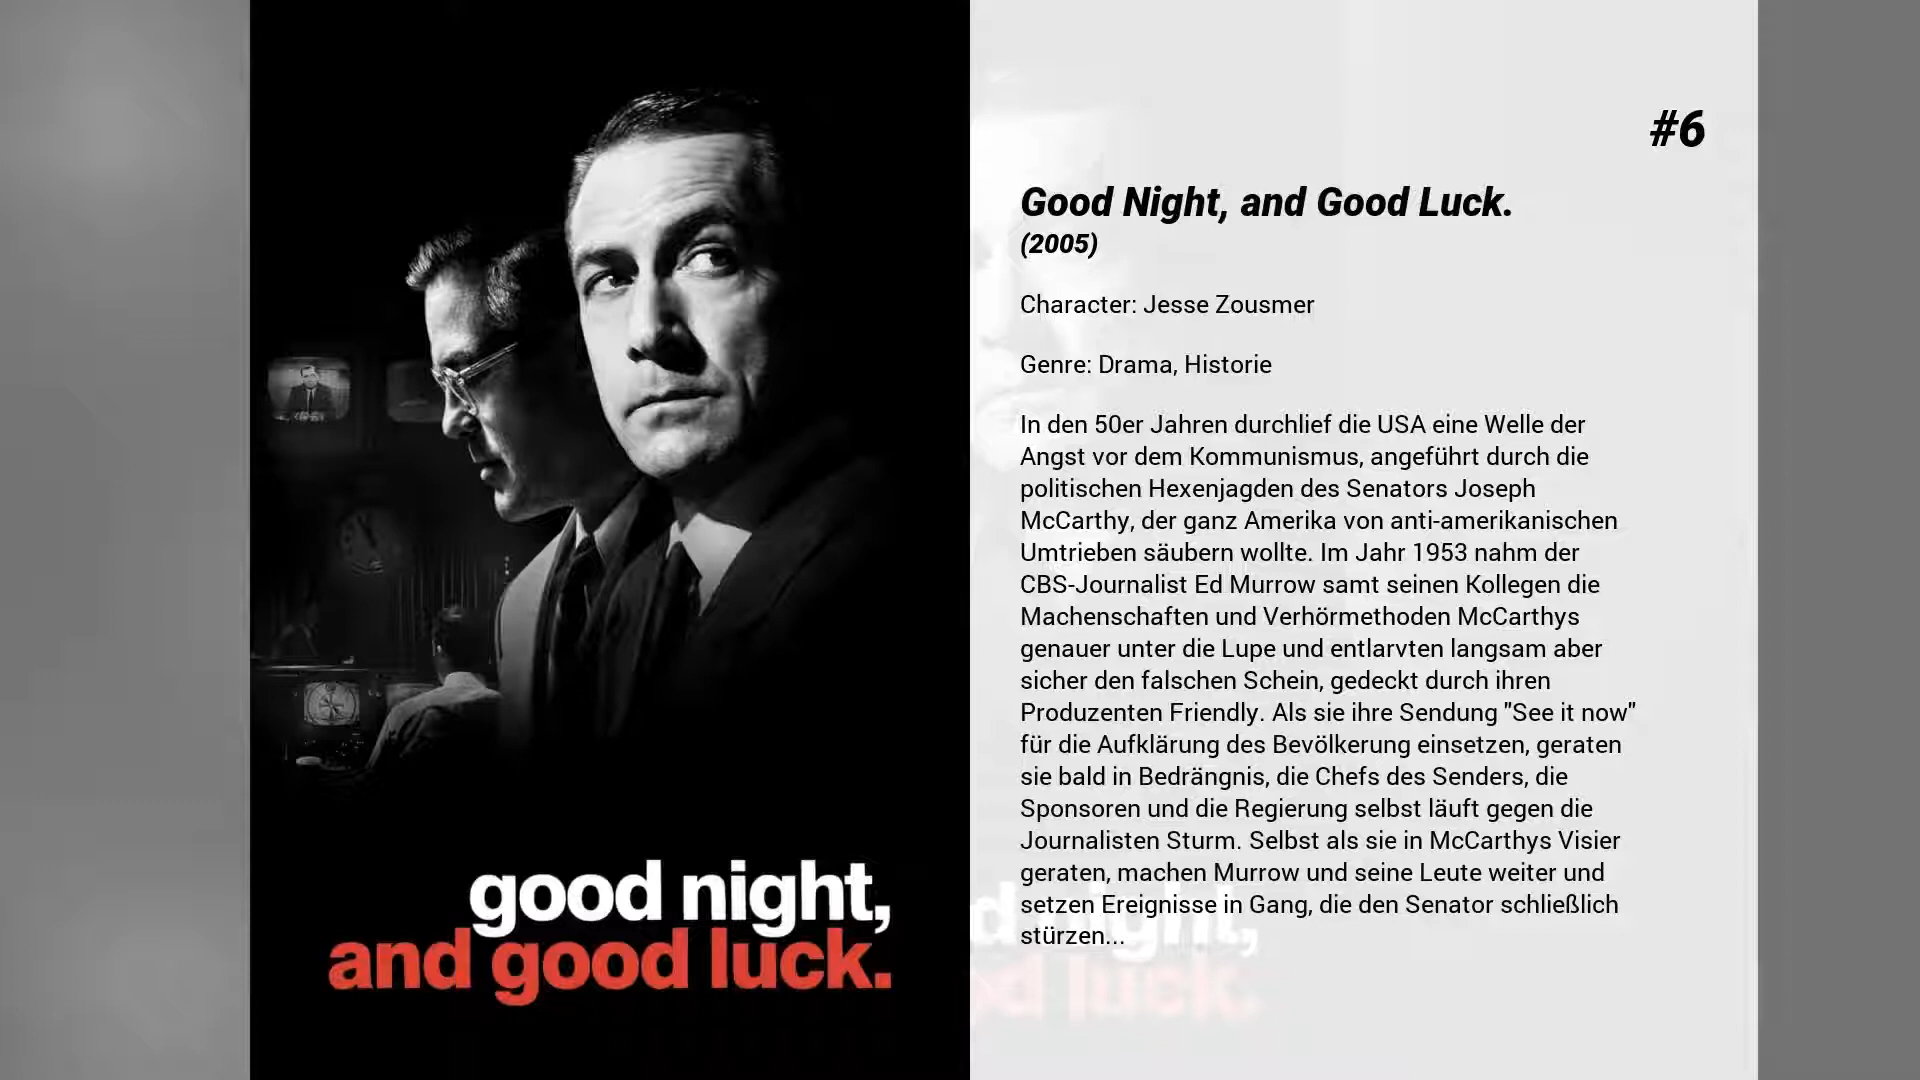 good night,
and good luck.
#6
Good Night, and Good Luck.
(2005)
Character: Jesse Zousmer
Genre: Drama, Historie
In den 50er Jahren durchlief die USA eine Welle der
Angst vor dem Kommunismus, angeführt durch die
politischen Hexenjagden des Senators Joseph
McCarthy, der ganz Amerika von anti-amerikanischen
Umtrieben säubern wollte. Im Jahr 1953 nahm der
CBS-Journalist Ed Murrow samt seinen Kollegen die
Machenschaften und Verhörmethoden McCarthys
genauer unter die Lupe und entlarvten langsam aber
sicher den falschen Schein, gedeckt durch ihren
Produzenten Friendly. Als sie ihre Sendung "See it now"
für die Aufklärung des Bevölkerung einsetzen, geraten
sie bald in Bedrängnis, die Chefs des Senders, die
Sponsoren und die Regierung selbst läuft gegen die
Journalisten Sturm. Selbst als sie in McCarthys Visier
geraten, machen Murrow und seine Leute weiter und
setzen Ereignisse in Gang, die den Senator schließlich
stürzen...